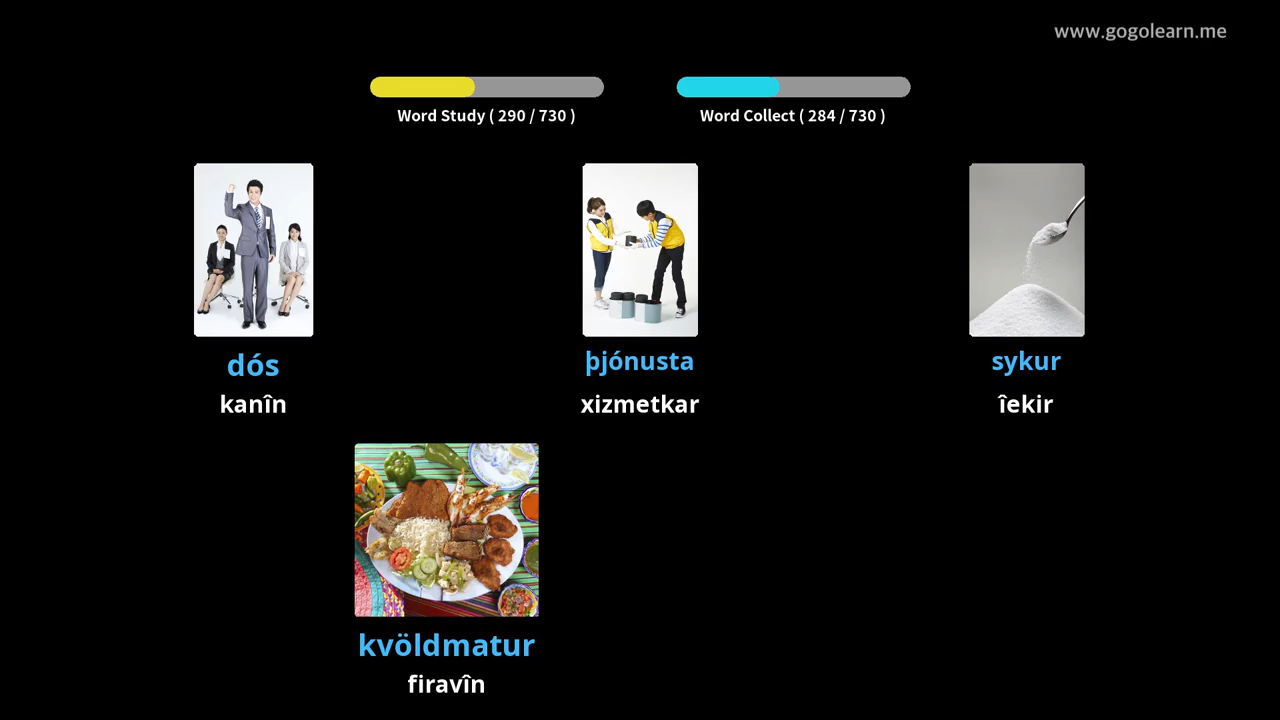 www.gogolearn.me
Word Study ( 290 / 730 )
Word Collect ( 284 / 730 )
dós
þjónusta
sykur
kanîn
xizmetkar
îekir
kvöldmatur
firavîn